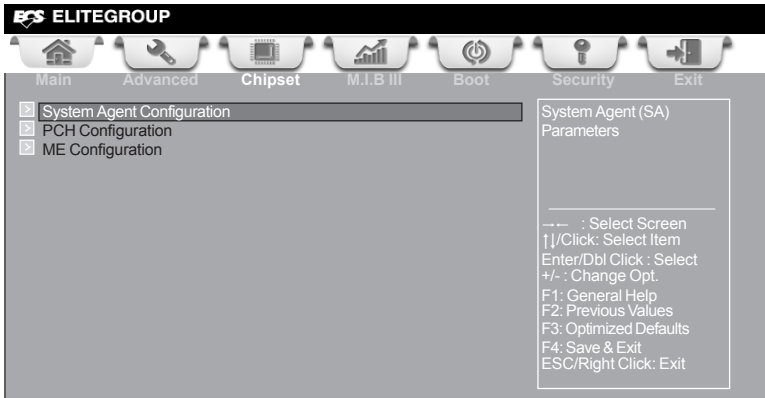 ECS ELITEGROUP
Main Advanced Chipset M.I.B III Boot Security Exit
System Agent Configuration
PCH Configuration
ME Configuration
System Agent (SA)
Parameters
→← : Select Screen
↑↓/Click: Select Item
Enter/Dbl Click : Select
+/- : Change Opt.
F1: General Help
F2: Previous Values
F3: Optimized Defaults
F4: Save & Exit
ESC/Right Click: Exit